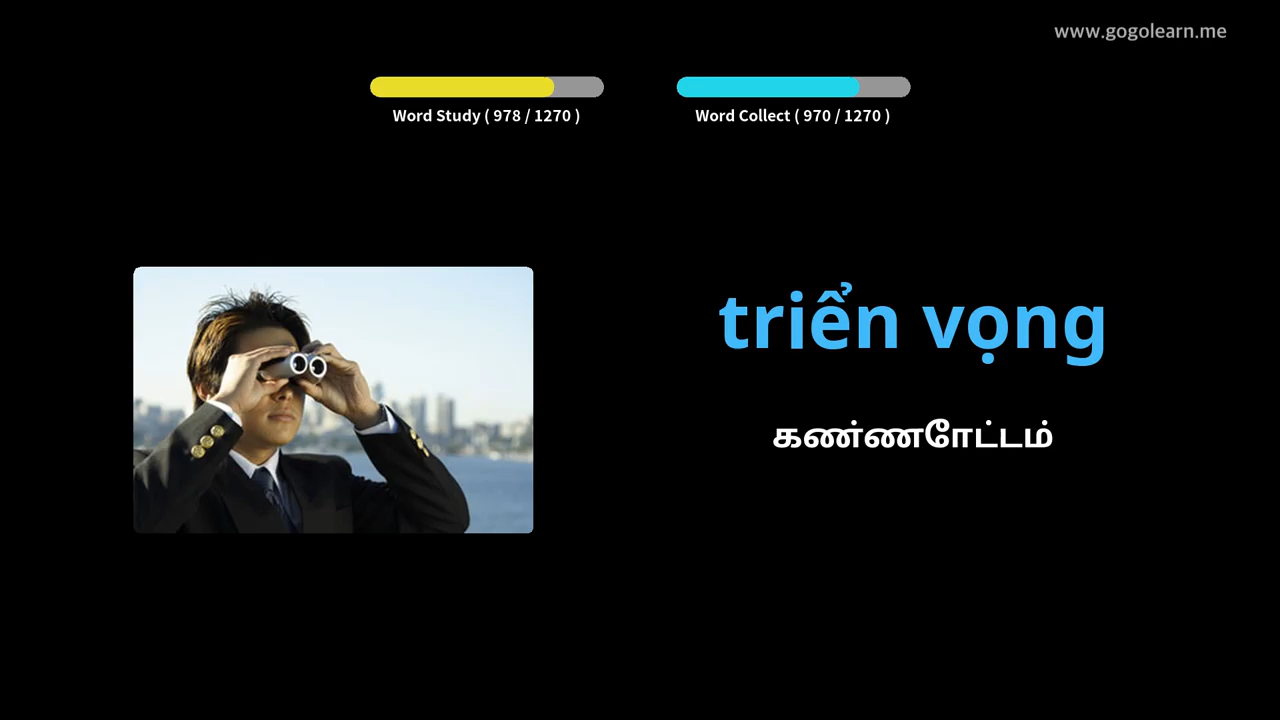 www.gogolearn.me
Word Study ( 978 / 1270 )
Word Collect ( 970 / 1270 )
triển vọng
கண்ணோட்டம்